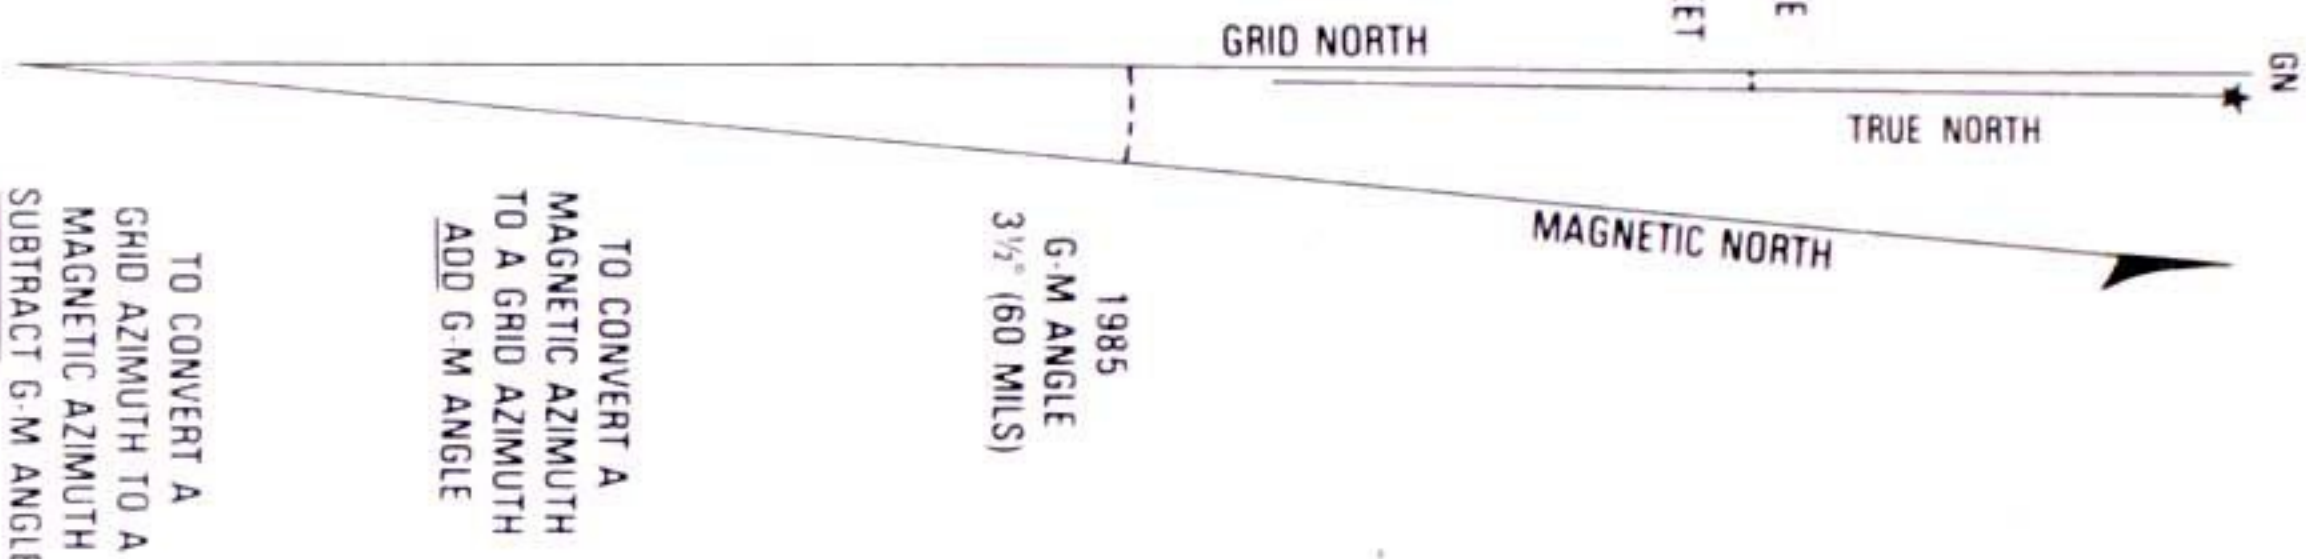 GN
GRID NORTH
TRUE NORTH
MAGNETIC NORTH
E
ET
1985
G-M ANGLE
3½° (60 MILS)
TO CONVERT A
MAGNETIC AZIMUTH
TO A GRID AZIMUTH
ADD G-M ANGLE
TO CONVERT A
GRID AZIMUTH TO A
MAGNETIC AZIMUTH
SUBTRACT G-M ANGLE